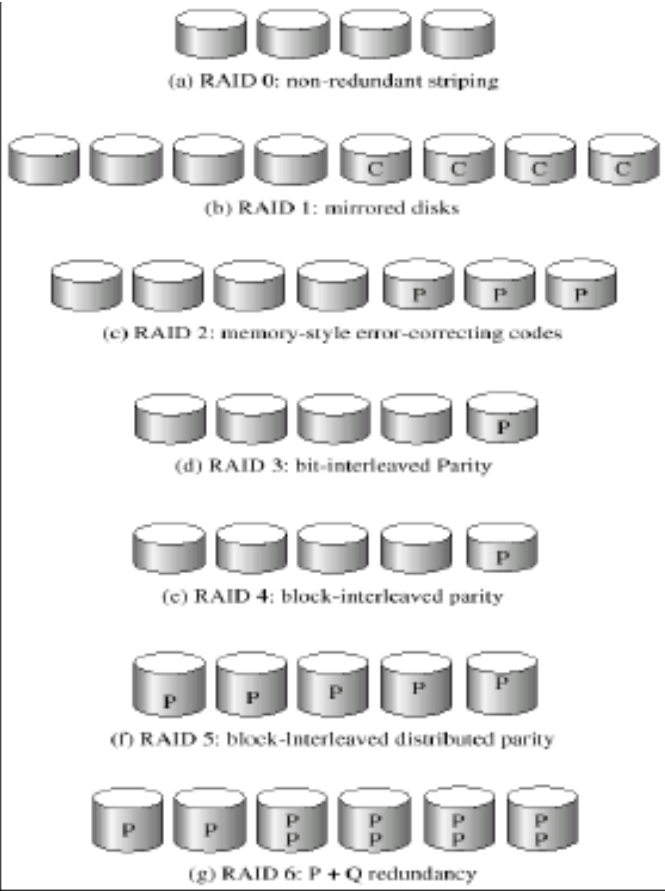 (a) RAID 0: non-redundant striping
C C C C
(b) RAID 1: mirrored disks
P P P
(c) RAID 2: memory-style error-correcting codes
P
(d) RAID 3: bit-interleaved Parity
P
(e) RAID 4: block-interleaved parity
P P P P P
(f) RAID 5: block-Interleaved distributed parity
P P P P P P
P P P P
(g) RAID 6: P + Q redundancy